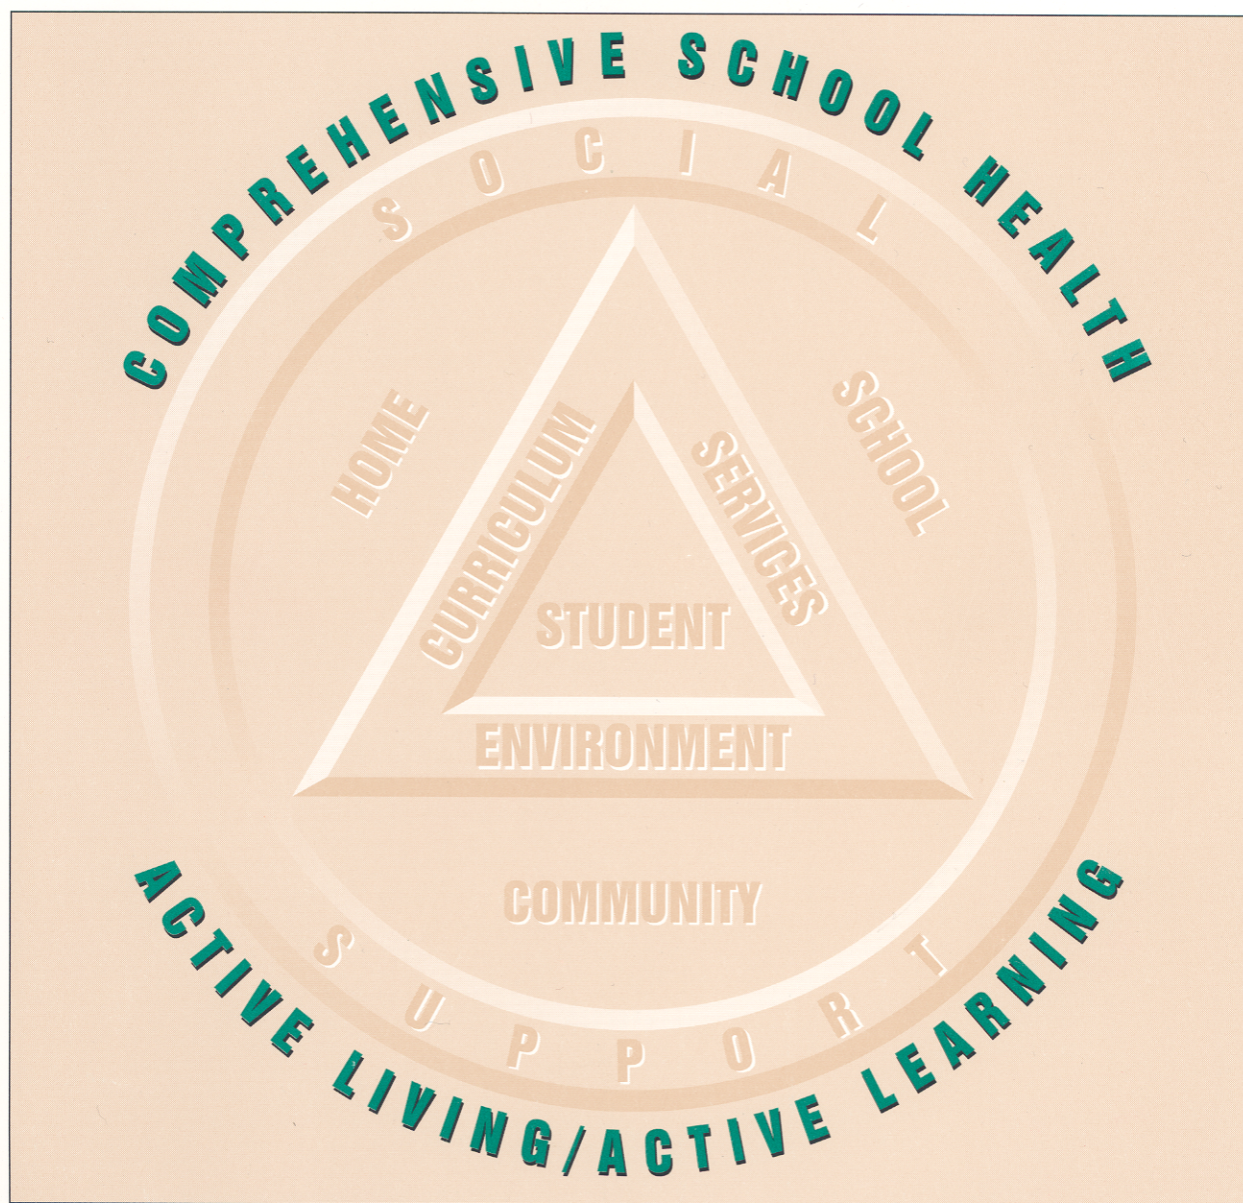 COMPREHENSIVE SCHOOL HEALTH
SOCIAL
HOME
SCHOOL
CURRICULUM
SERVICES
STUDENT
ENVIRONMENT
COMMUNITY
SUPPORT
ACTIVE LIVING/ACTIVE LEARNING